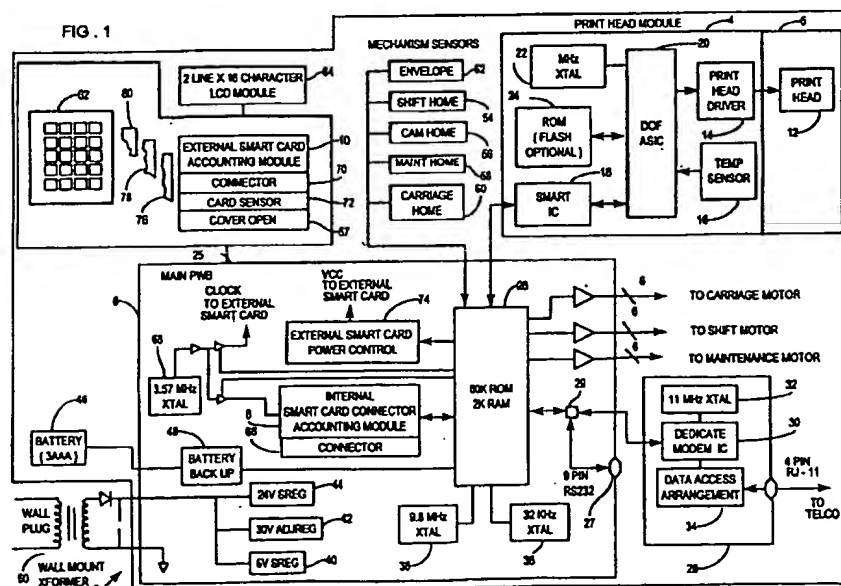 FIG. 1
PRINT HEAD MODULE
4
6
MECHANISM SENSORS
2 LINE X 16 CHARACTER
LCD MODULE
64
62
80
78
76
EXTERNAL SMART CARD
ACCOUNTING MODULE
10
CONNECTOR
70
CARD SENSOR
72
COVER OPEN
57
25
ENVELOPE
52
SHIFT HOME
54
CAM HOME
56
MAINT HOME
58
CARRIAGE
HOME
60
22
MHz
XTAL
20
24
ROM
( FLASH
OPTIONAL )
DCF
ASIC
18
SMART
IC
PRINT
HEAD
DRIVER
14
TEMP
SENSOR
16
PRINT
HEAD
12
MAIN PWB
CLOCK
TO EXTERNAL
SMART CARD
VCC
TO EXTERNAL
SMART CARD
74
EXTERNAL SMART CARD
POWER CONTROL
3.57 MHz
XTAL
INTERNAL
SMART CARD CONNECTOR
ACCOUNTING MODULE
CONNECTOR
8
68
46
BATTERY
(3AAA)
48
BATTERY
BACK UP
26
60K ROM
2K RAM
6
TO CARRIAGE MOTOR
6
TO SHIFT MOTOR
6
TO MAINTENANCE MOTOR
29
9 PIN
RS232
27
11 MHz XTAL
32
DEDICATE
MODEM IC
30
DATA ACCESS
ARRANGEMENT
34
4 PIN
RJ - 11
TO
TELCO
28
WALL
PLUG
50
WALL MOUNT
XFORMER
24V SREG
44
30V ADJREG
42
5V SREG
40
9.8 MHz
XTAL
38
32 KHz
XTAL
36